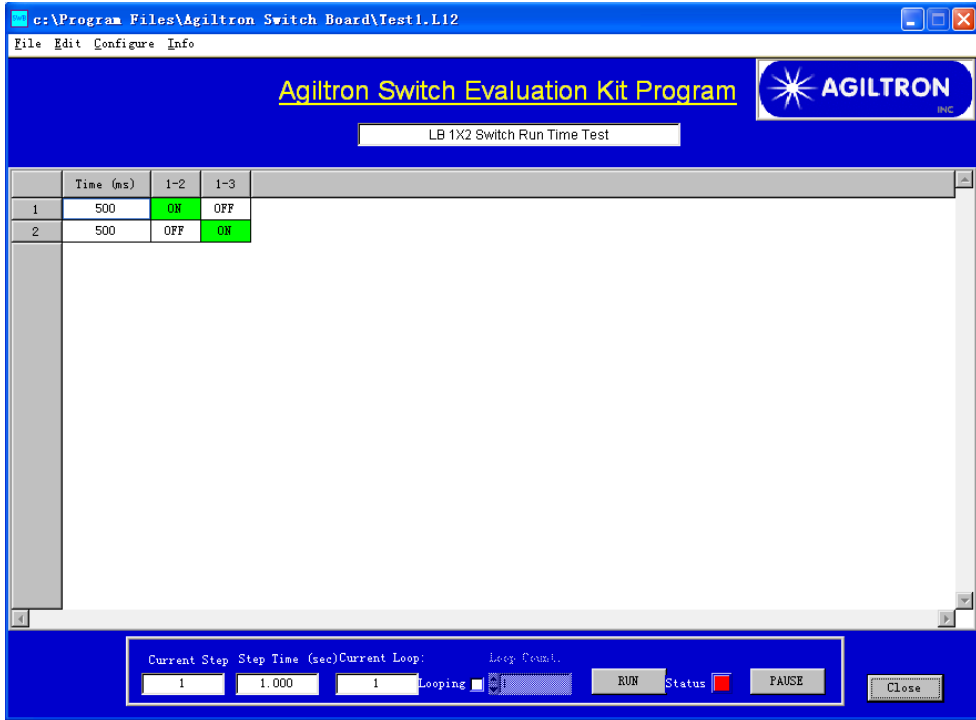 SWB c:\Program Files\Agiltron Switch Board\Test1.L12
File Edit Configure Info
Agiltron Switch Evaluation Kit Program
AGILTRON
INC
LB 1X2 Switch Run Time Test
Time (ms) 1-2 1-3
1 500 ON OFF
2 500 OFF ON
Current Step Step Time (sec) Current Loop: Loop Count:
1 1.000 1 Looping RUN Status PAUSE Close